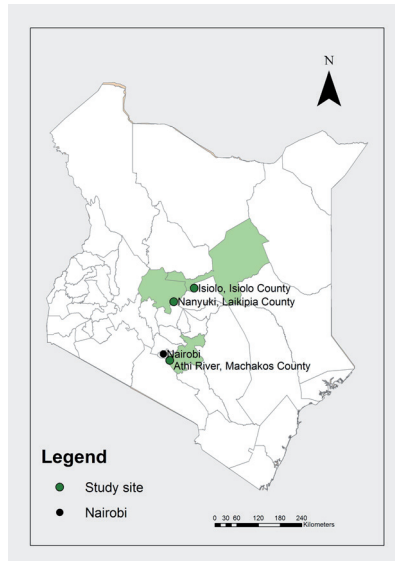 N
Isiolo, Isiolo County
Nanyuki, Laikipia County
Nairobi
Athi River, Machakos County
Legend
Study site
Nairobi
0 30 60 120 180 240
Kilometers